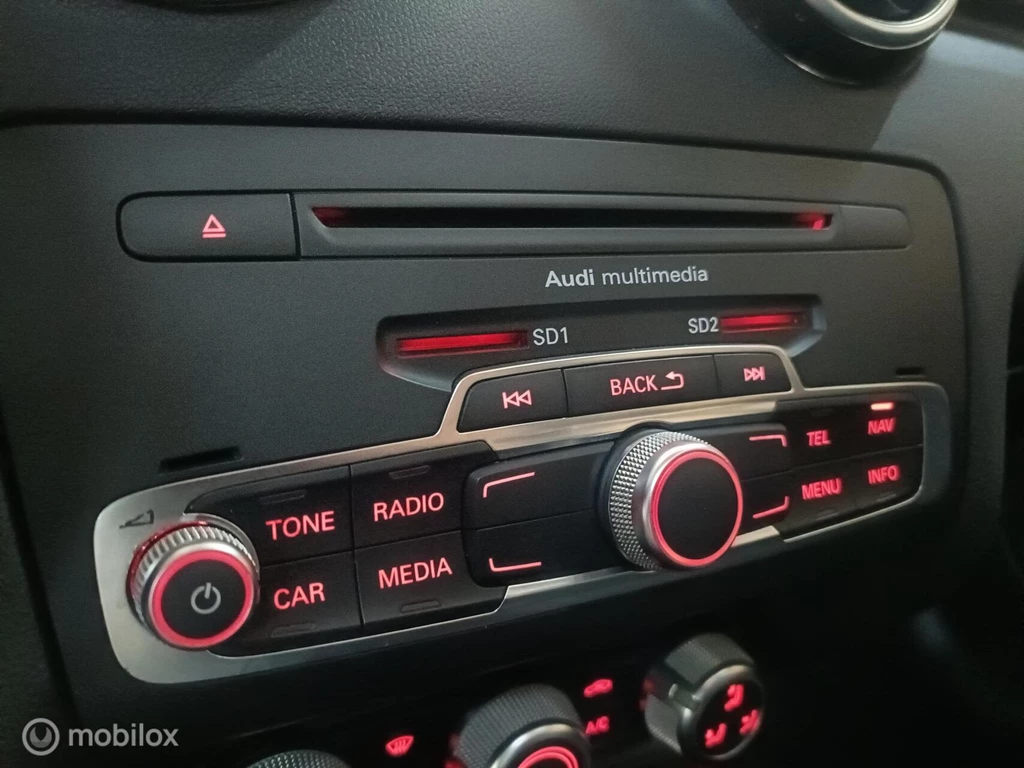 Audi multimedia
SD1 SD2
BACK
TEL NAV
TONE RADIO
MENU INFO
CAR MEDIA
A/C
mobilox